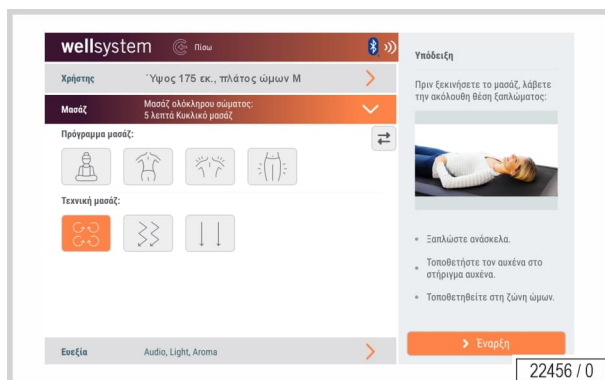 wellsystem Πίσω
Χρήστης Ύψος 175 εκ., πλάτος ώμων M
Μασάζ Μασάζ ολόκληρου σώματος:
5 λεπτά Κυκλικό μασάζ
Πρόγραμμα μασάζ:
Τεχνική μασάζ:
Ευεξία Audio, Light, Aroma
Υπόδειξη
Πριν ξεκινήσετε το μασάζ, λάβετε
την ακόλουθη θέση ξαπλώματος:
• Ξαπλώστε ανάσκελα.
• Τοποθετήστε τον αυχένα στο
στήριγμα αυχένα.
• Τοποθετηθείτε στη ζώνη ώμων.
Έναρξη
22456 / 0